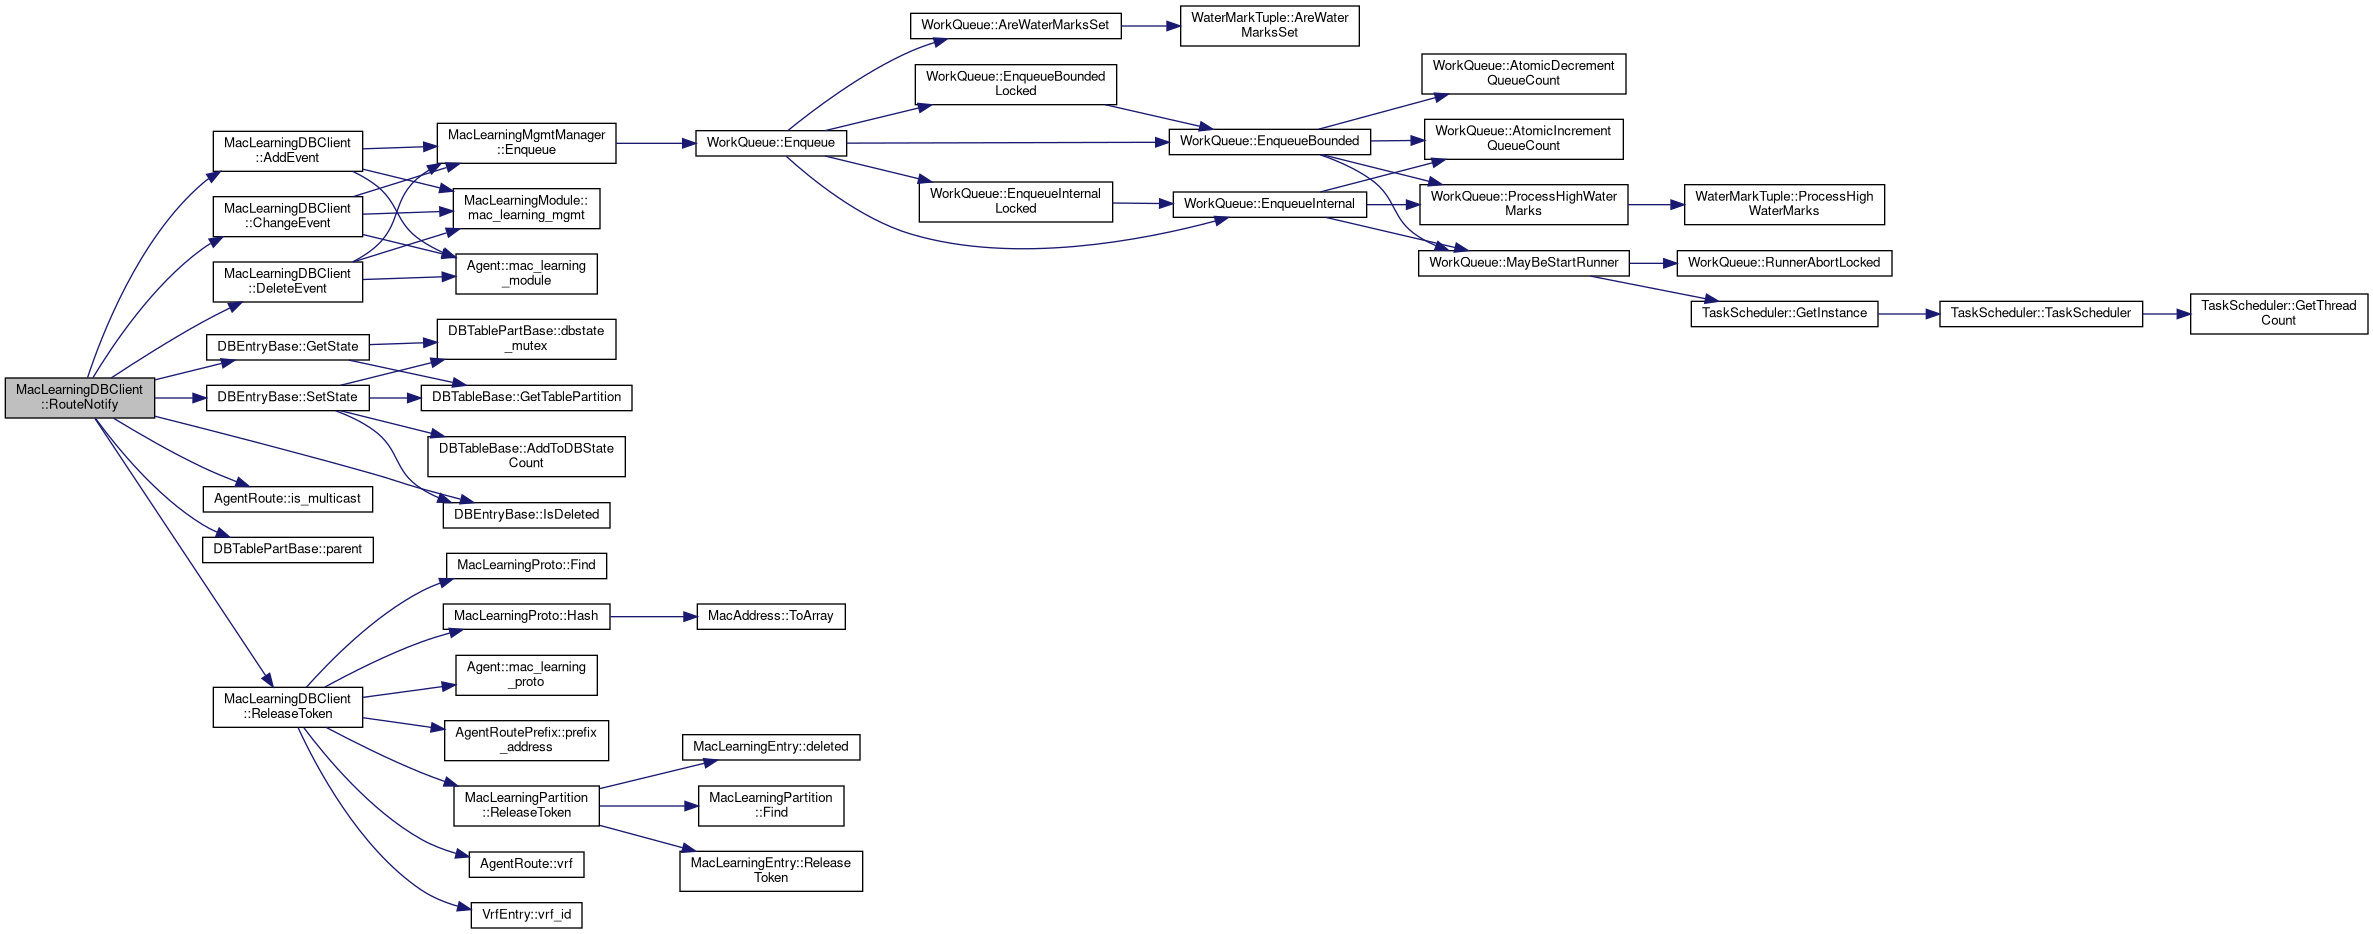 MacLearningDBClient
::RouteNotify
MacLearningDBClient
::AddEvent
MacLearningDBClient
::ChangeEvent
MacLearningDBClient
::DeleteEvent
DBEntryBase::GetState
DBEntryBase::SetState
AgentRoute::is_multicast
DBTablePartBase::parent
MacLearningDBClient
::ReleaseToken
MacLearningMgmtManager
::Enqueue
MacLearningModule::
mac_learning_mgmt
Agent::mac_learning
_module
DBTablePartBase::dbstate
_mutex
DBTableBase::GetTablePartition
DBTableBase::AddToDBState
Count
DBEntryBase::IsDeleted
MacLearningProto::Find
MacLearningProto::Hash
Agent::mac_learning
_proto
AgentRoutePrefix::prefix
_address
MacLearningPartition
::ReleaseToken
AgentRoute::vrf
VrfEntry::vrf_id
WorkQueue::Enqueue
MacAddress::ToArray
MacLearningEntry::deleted
MacLearningPartition
::Find
MacLearningEntry::Release
Token
WorkQueue::AreWaterMarksSet
WorkQueue::EnqueueBounded
Locked
WorkQueue::EnqueueInternal
Locked
WaterMarkTuple::AreWater
MarksSet
WorkQueue::EnqueueBounded
WorkQueue::EnqueueInternal
WorkQueue::AtomicDecrement
QueueCount
WorkQueue::AtomicIncrement
QueueCount
WorkQueue::ProcessHighWater
Marks
WorkQueue::MayBeStartRunner
WaterMarkTuple::ProcessHigh
WaterMarks
WorkQueue::RunnerAbortLocked
TaskScheduler::GetInstance
TaskScheduler::TaskScheduler
TaskScheduler::GetThread
Count